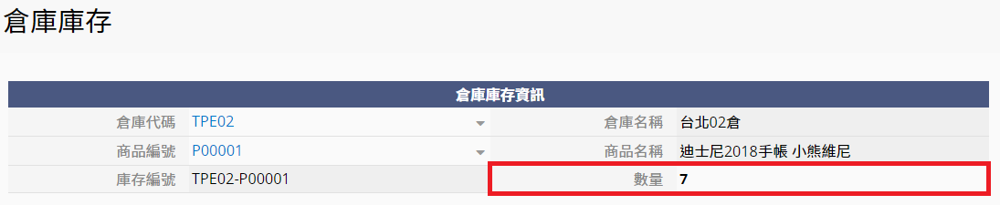 倉庫庫存
倉庫庫存資訊
倉庫代碼 TPE02 倉庫名稱 台北02倉
商品編號 P00001 商品名稱 迪士尼2018手帳 小熊維尼
庫存編號 TPE02-P00001 數量 7